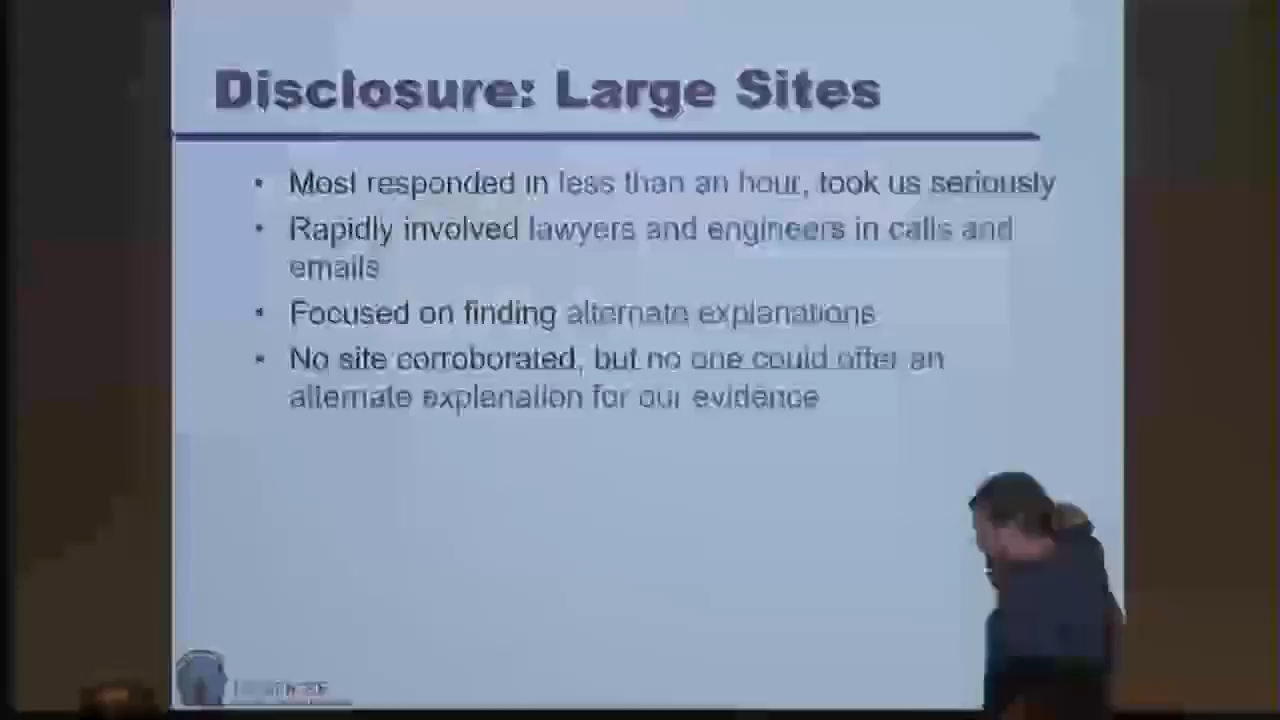 Disclosure: Large Sites
• Most responded in less than an hour, took us seriously
• Rapidly involved lawyers and engineers in calls and
emails
• Focused on finding alternate explanations
• No site corroborated, but no one could offer an
alternate explanation for our evidence